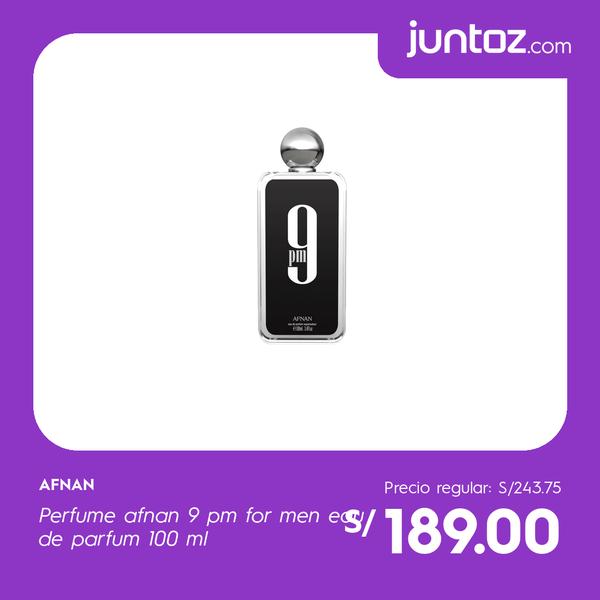 juntoz.com
9
pm
AFNAN
AFNAN
Precio regular: S/243.75
Perfume afnan 9 pm for men eau
de parfum 100 ml
S/ 189.00